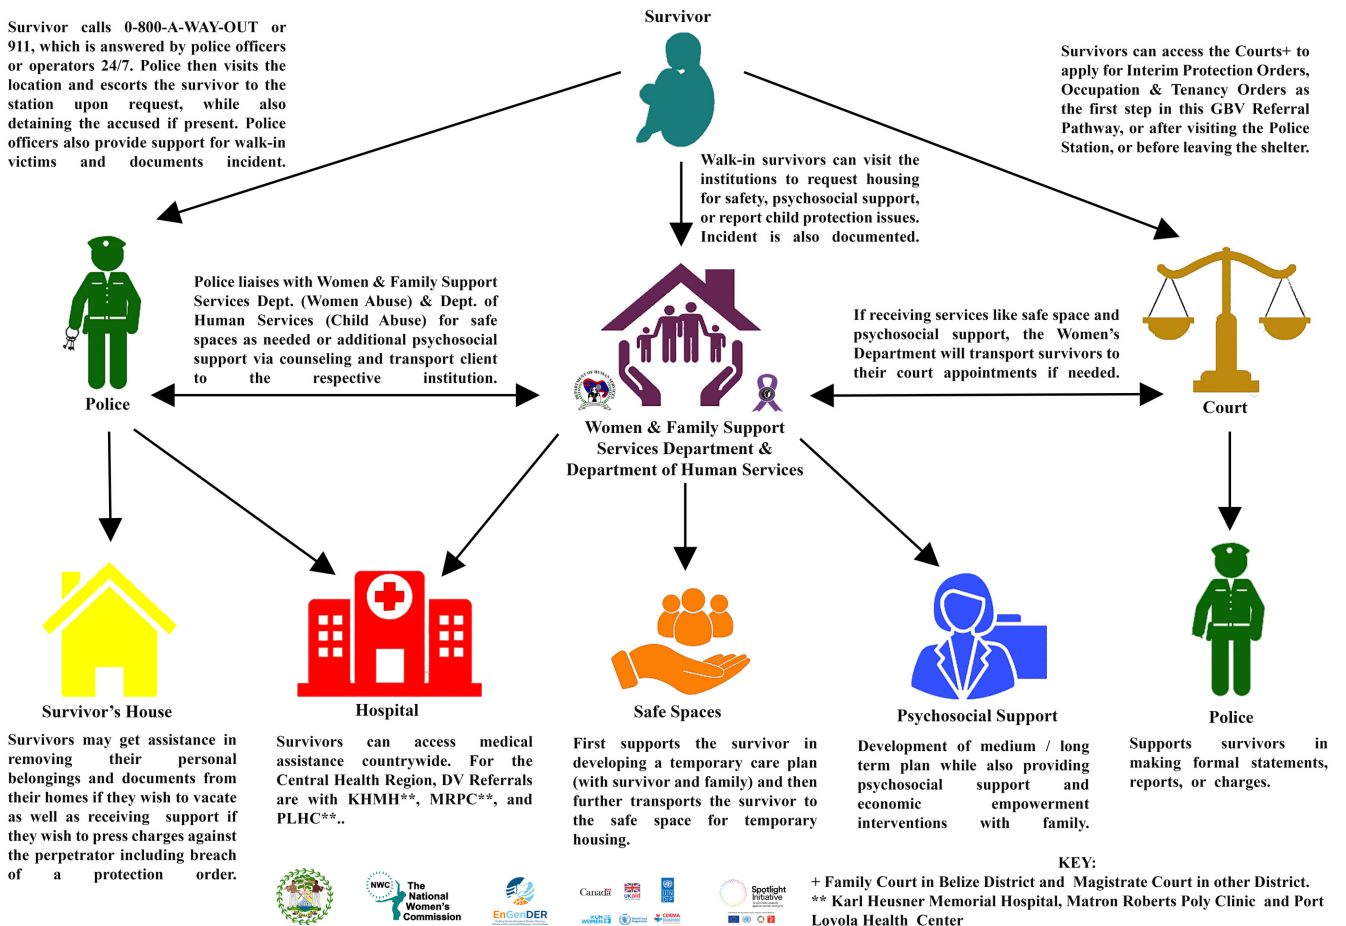 Survivor
Survivor calls 0-800-A-WAY-OUT or
911, which is answered by police officers
or operators 24/7. Police then visits the
location and escorts the survivor to the
station upon request, while also
detaining the accused if present. Police
officers also provide support for walk-in
victims and documents incident.
Survivors can access the Courts+ to
apply for Interim Protection Orders,
Occupation & Tenancy Orders as
the first step in this GBV Referral
Pathway, or after visiting the Police
Station, or before leaving the shelter.
Walk-in survivors can visit the
institutions to request housing
for safety, psychosocial support,
or report child protection issues.
Incident is also documented.
Police liaises with Women & Family Support
Services Dept. (Women Abuse) & Dept. of
Human Services (Child Abuse) for safe
spaces as needed or additional psychosocial
support via counseling and transport client
to the respective institution.
If receiving services like safe space and
psychosocial support, the Women's
Department will transport survivors to
their court appointments if needed.
Police
Women & Family Support
Services Department &
Department of Human Services
Court
Survivor's House
Survivors may get assistance in
removing their personal
belongings and documents from
their homes if they wish to vacate
as well as receiving support if
they wish to press charges against
the perpetrator including breach
of a protection order.
Hospital
Survivors can access medical
assistance countrywide. For the
Central Health Region, DV Referrals
are with KHMH**, MRPC**, and
PLHC**..
Safe Spaces
First supports the survivor in
developing a temporary care plan
(with survivor and family) and then
further transports the survivor to
the safe space for temporary
housing.
Psychosocial Support
Development of medium / long
term plan while also providing
psychosocial support and
economic empowerment
interventions with family.
Police
Supports survivors in
making formal statements,
reports, or charges.
KEY:
+ Family Court in Belize District and Magistrate Court in other District.
** Karl Heusner Memorial Hospital, Matron Roberts Poly Clinic and Port
Lovola Health Center
NWC
The
National
Women's
Commission
EnGenDER
Canada
UKaid
UN
WOMEN
CDEMA
Spotlight
Initiative